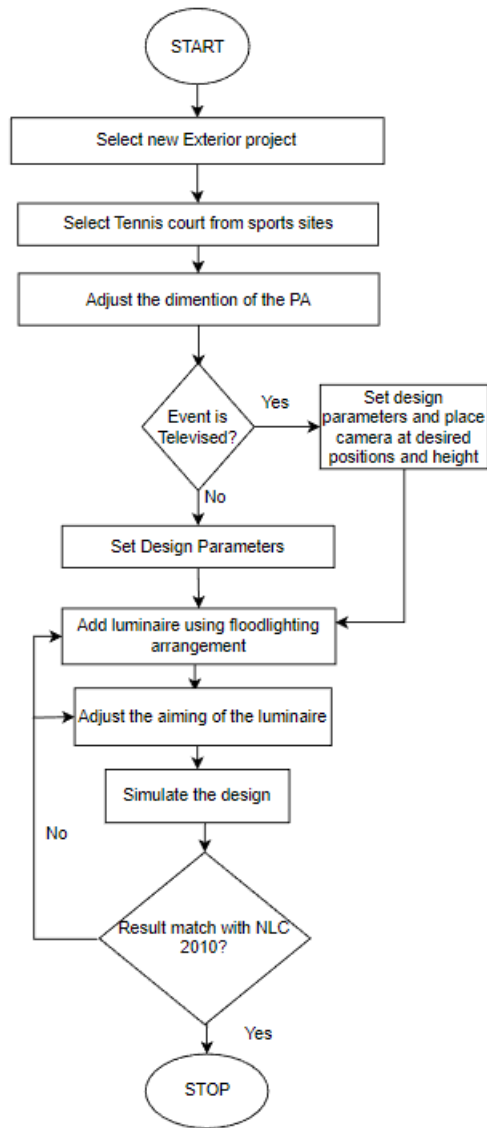 START
Select new Exterior project
Select Tennis court from sports sites
Adjust the dimention of the PA
Event is
Televised?
Yes
Set design
parameters and place
camera at desired
positions and height
No
Set Design Parameters
Add luminaire using floodlighting
arrangement
Adjust the aiming of the luminaire
Simulate the design
No
Result match with NLC
2010?
Yes
STOP